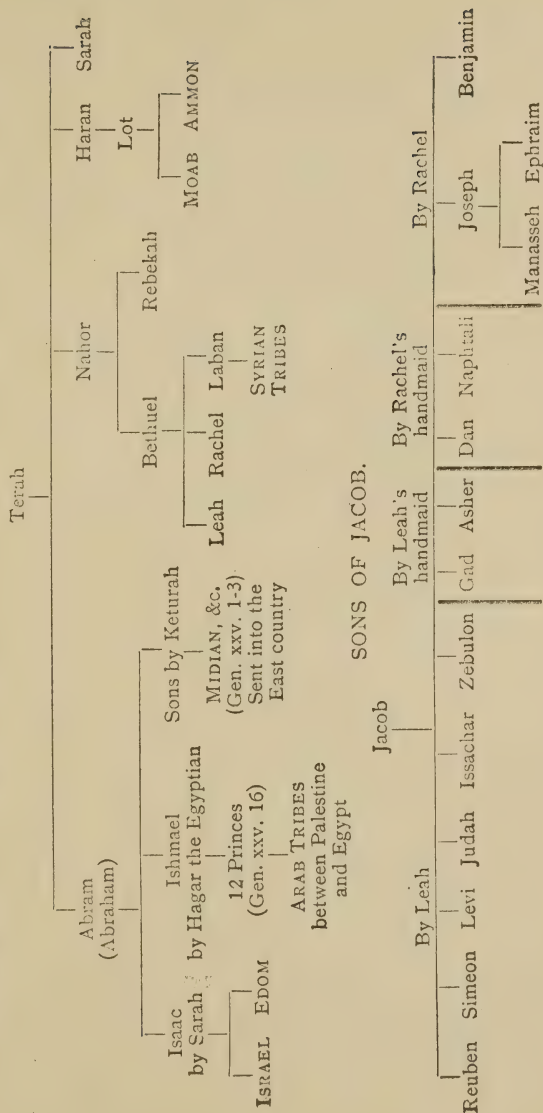 Terah
Abram
(Abraham)
Nahor
Haran
Sarah
Isaac
by Sarah
Ishmael
by Hagar the Egyptian
Sons by Keturah
Bethuel
Rebekah
Lot
ISRAEL EDOM
12 Princes
(Gen. xxv. 16)
ARAB TRIBES
between Palestine
and Egypt
MIDIAN, &c.
(Gen. xxv. 1-3)
Sent into the
East country
Leah Rachel Laban
SYRIAN
TRIBES
MOAB AMMON
SONS OF JACOB.
Jacob
By Leah
By Leah's
handmaid
By Rachel's
handmaid
By Rachel
Reuben Simeon Levi Judah Issachar Zebulon
Gad Asher
Dan Naphtali
Joseph Benjamin
Manasseh Ephraim